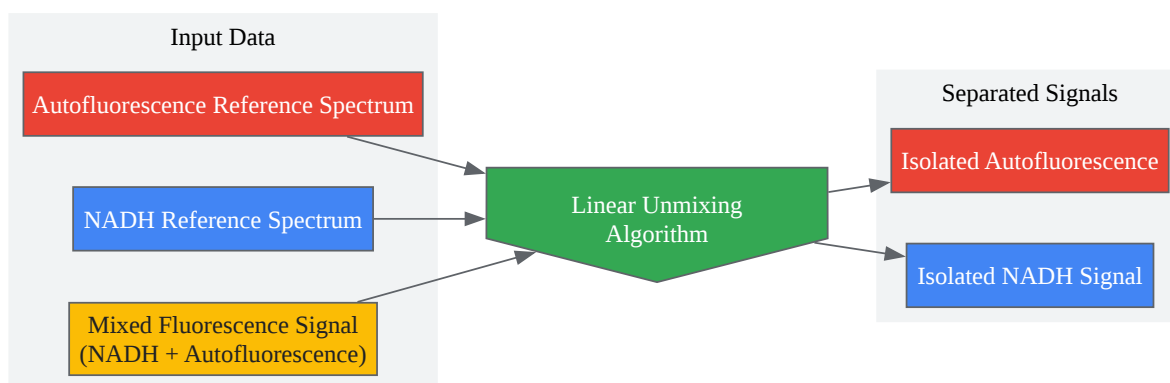 Input Data
Autofluorescence Reference Spectrum
NADH Reference Spectrum
Mixed Fluorescence Signal
(NADH + Autofluorescence)
Linear Unmixing
Algorithm
Separated Signals
Isolated Autofluorescence
Isolated NADH Signal